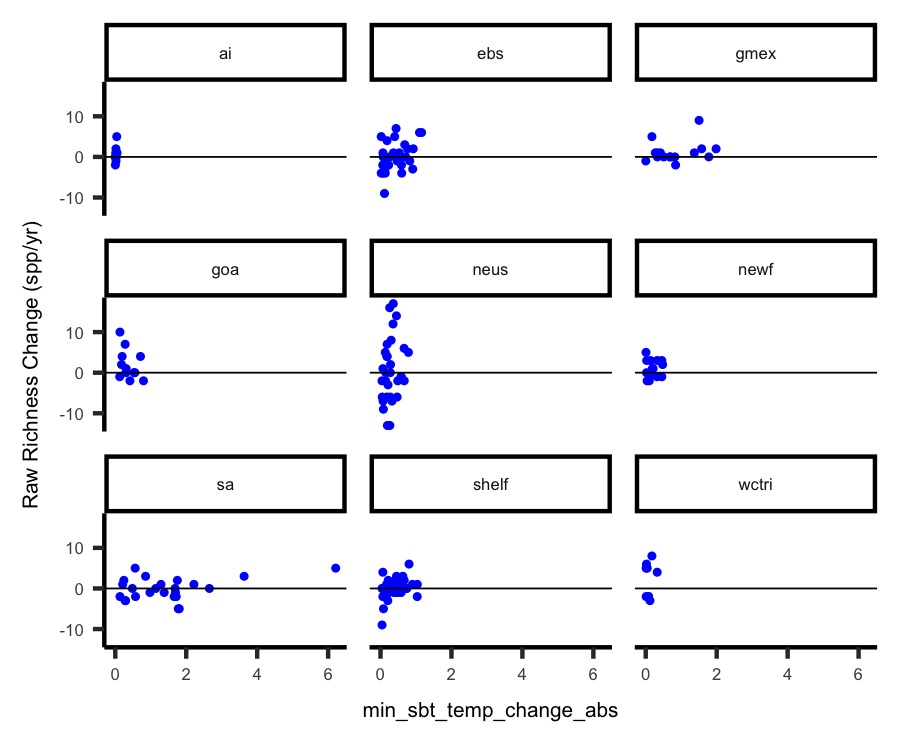 ai ebs gmex
10
0
-10
goa neus newf
10
0
-10
Raw Richness Change (spp/yr)
sa shelf wctri
10
0
-10
0 2 4 6 0 2 4 6 0 2 4 6
min_sbt_temp_change_abs